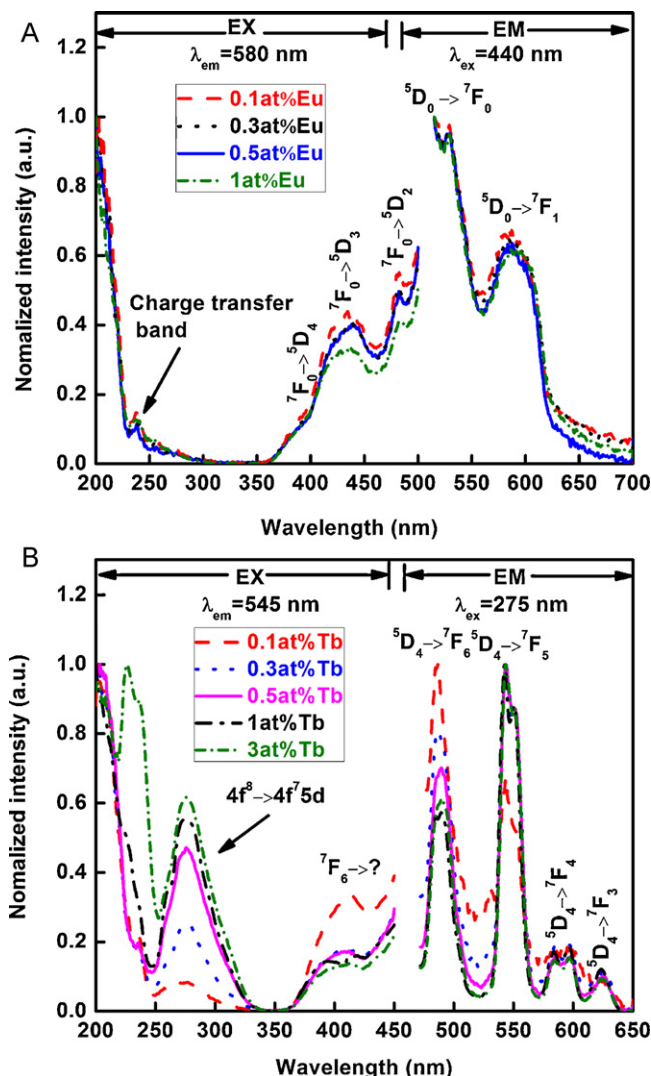 A
EX
EM
λem=580 nm
λex=440 nm
0.1at%Eu
0.3at%Eu
0.5at%Eu
1at%Eu
⁵D₀->⁷F₀
⁵D₀->⁷F₁
⁷F₀->⁵D₂
⁷F₀->⁵D₃
⁷F₀->⁵D₄
Charge transfer
band
Nomalized intensity (a.u.)
1.2
1.0
0.8
0.6
0.4
0.2
0.0
200 250 300 350 400 450 500 550 600 650 700
Wavelength (nm)
B
EX
EM
λem=545 nm
λex=275 nm
0.1at%Tb
0.3at%Tb
0.5at%Tb
1at%Tb
3at%Tb
⁵D₄->⁷F₆ ⁵D₄->⁷F₅
4f⁸->4f⁷5d
⁷F₆->?
⁵D₄->⁷F₄
⁵D₄->⁷F₃
Nomalized intensity (a.u.)
1.2
1.0
0.8
0.6
0.4
0.2
0.0
200 250 300 350 400 450 500 550 600 650
Wavelength (nm)